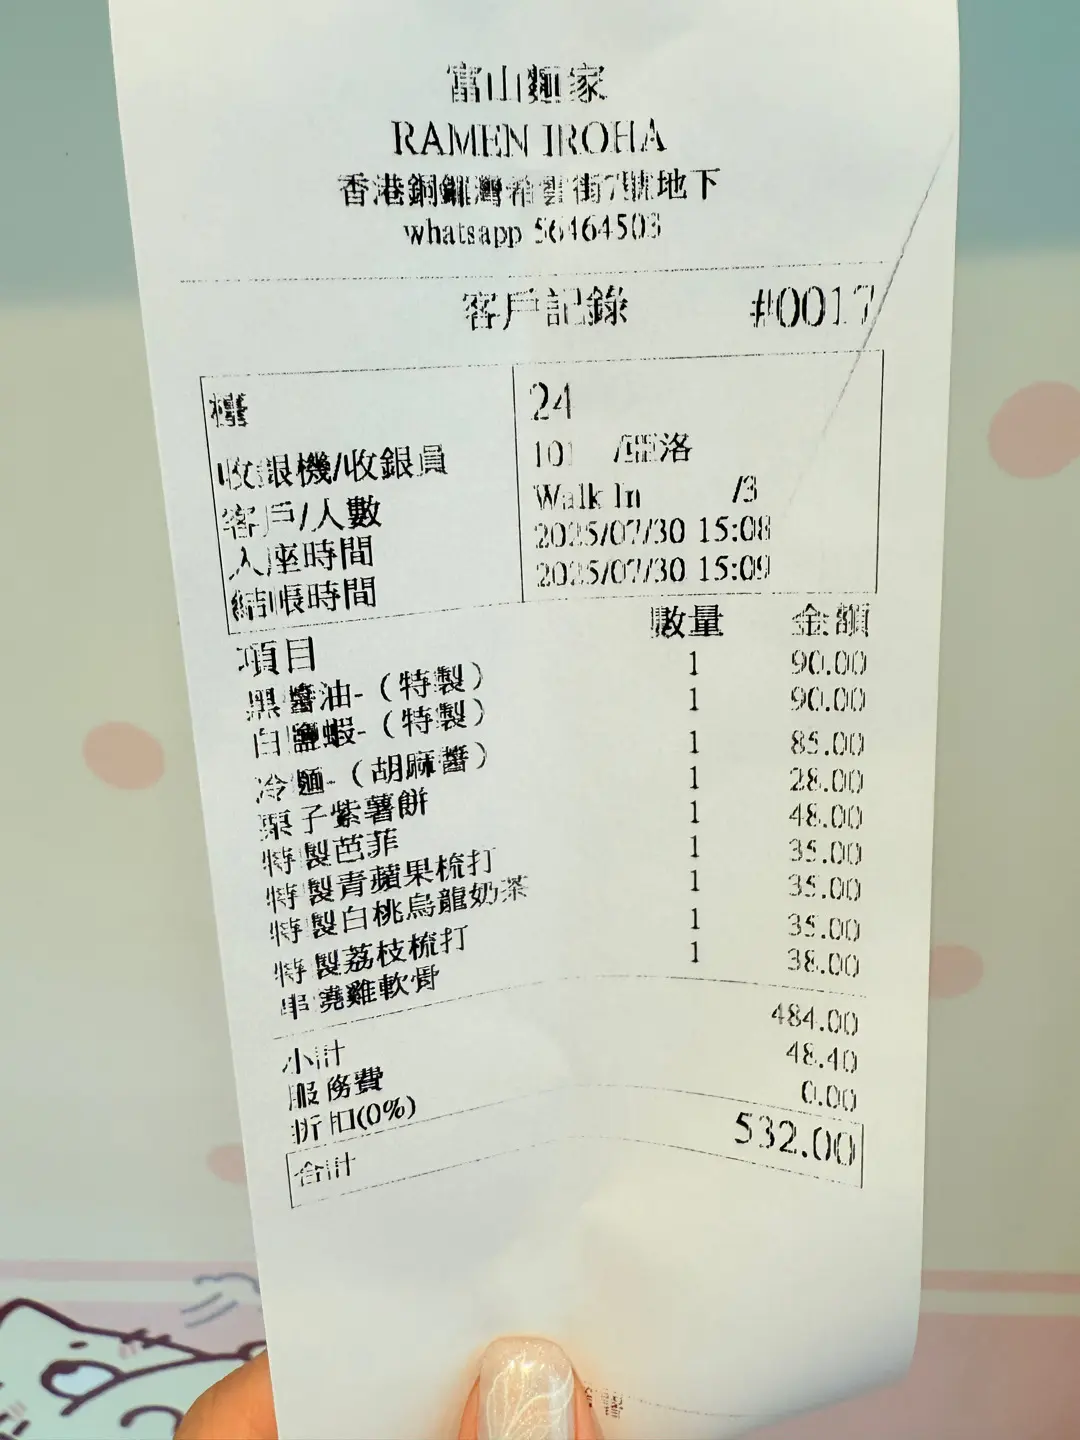 富山麵家
RAMEN IROHA
香港銅鑼灣希雲街7號地下
whatsapp 56464503
客戶記錄 #0017
檯 24
收銀機/收銀員 101 /亞洛
客戶/人數 Walk In /3
入座時間 2025/07/30 15:08
結帳時間 2025/07/30 15:09
項目 數量 金額
黑醬油-（特製） 1 90.00
白鹽蝦-（特製） 1 90.00
冷麵-（胡麻醬） 1 85.00
栗子紫薯餅 1 28.00
特製芭菲 1 48.00
特製青蘋果梳打 1 35.00
特製白桃烏龍奶茶 1 35.00
特製荔枝梳打 1 35.00
串燒雞軟骨 1 38.00
小計 484.00
服務費 48.40
折扣(0%) 0.00
合計 532.00